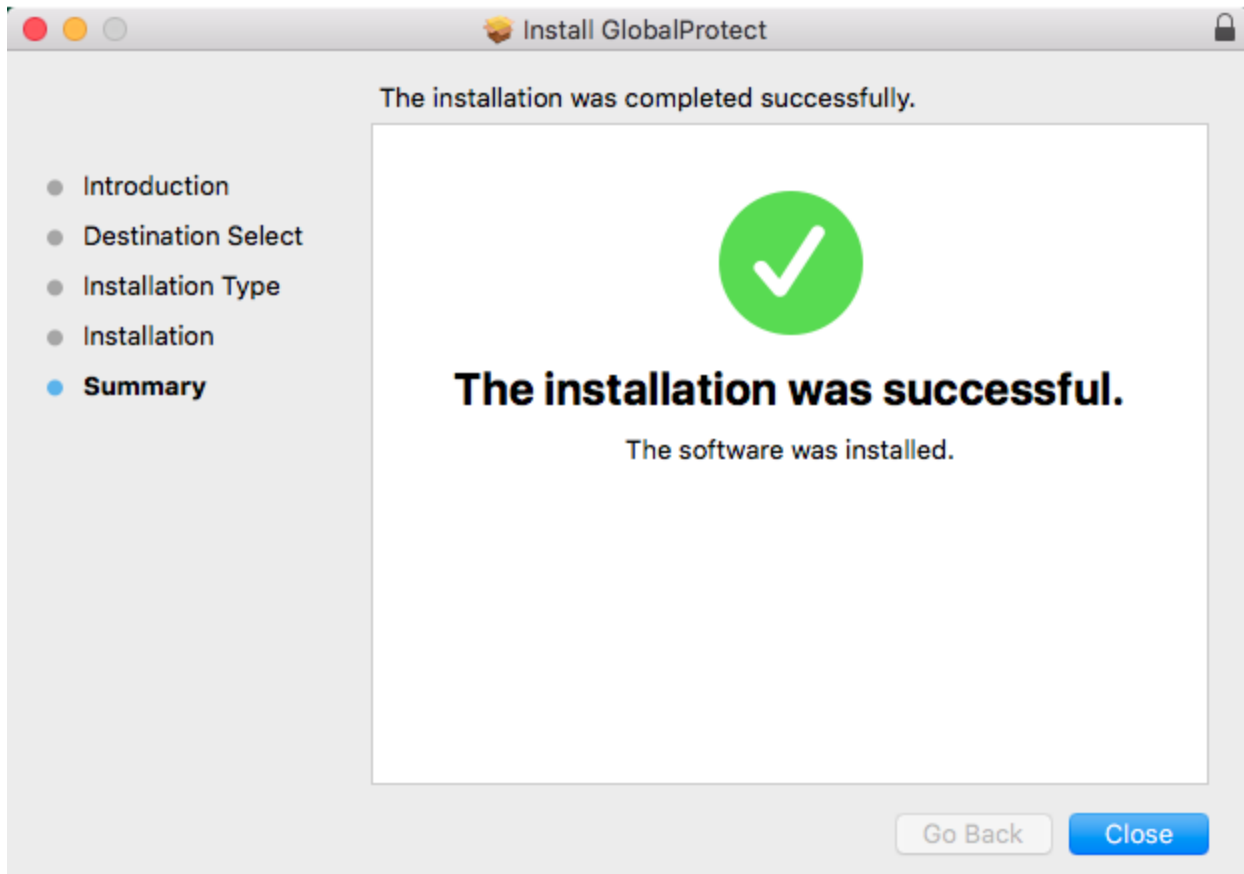 Install GlobalProtect
The installation was completed successfully.
Introduction
Destination Select
Installation Type
Installation
Summary
The installation was successful.
The software was installed.
Go Back
Close